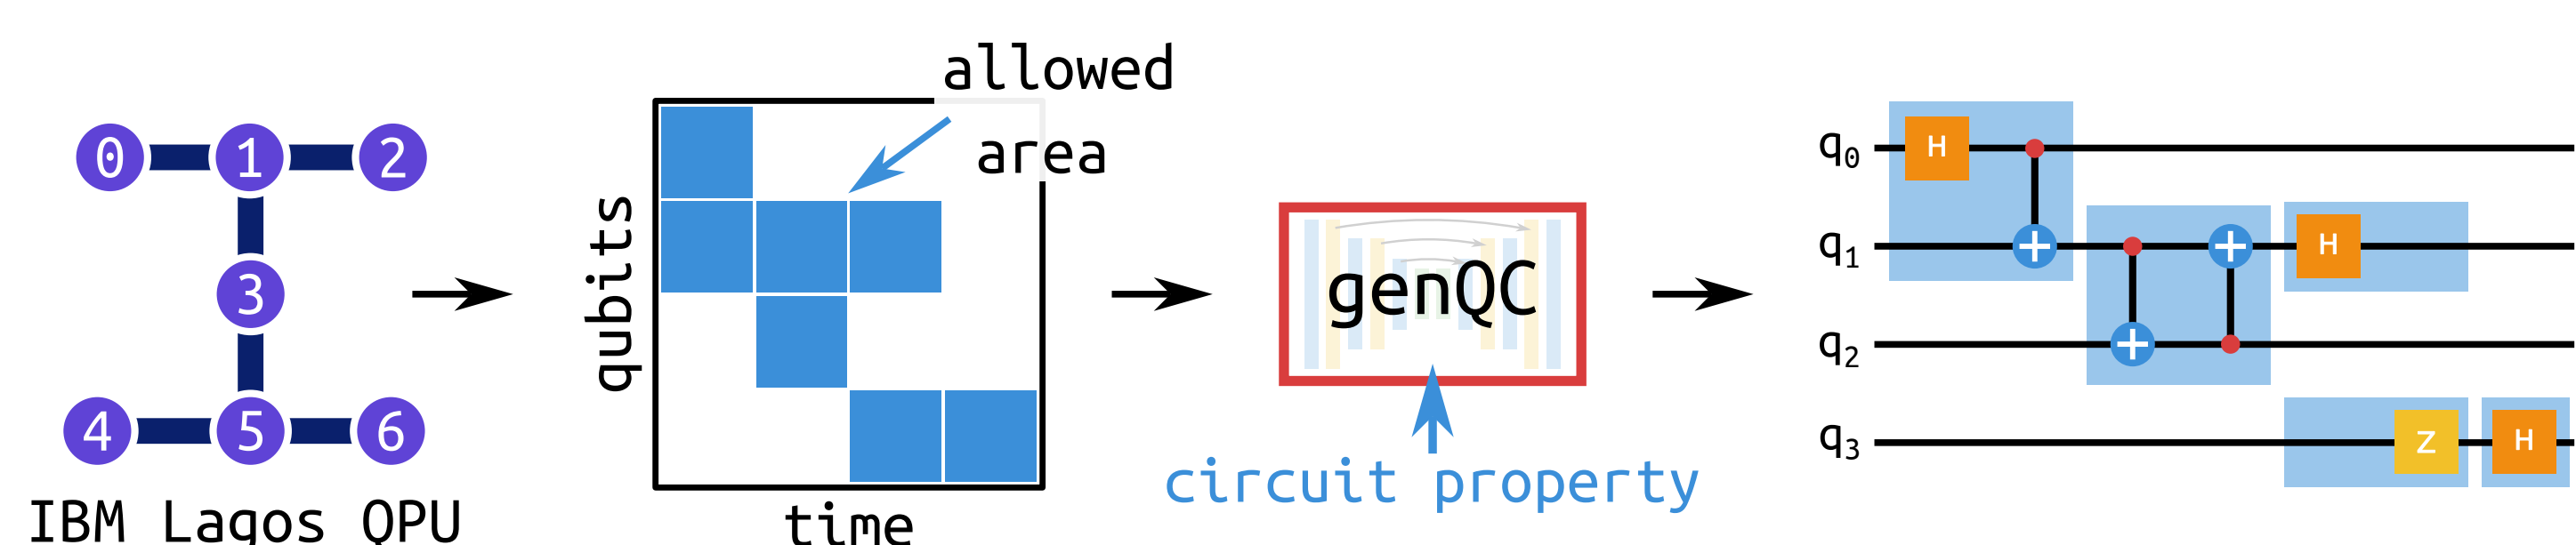 0 1 2
3
4 5 6
IBM Lagos QPU
qubits
allowed
area
time
genQC
circuit property
q0 H
q1 H
q2
q3 Z H